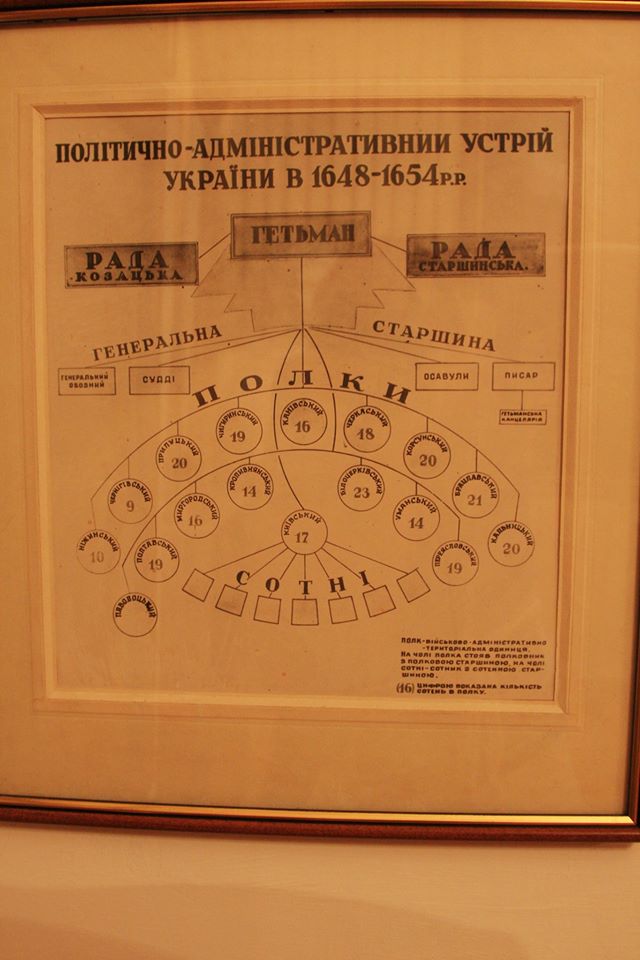 ПОЛІТИЧНО-АДМІНІСТРАТИВНИИ УСТРІЙ
УКРАЇНИ В 1648-1654Р.Р.
ГЕТЬМАН
РАДА
КОЗАЦЬКА.
РАДА
СТАРШИНСЬКА.
ГЕНЕРАЛЬНА
СТАРШИНА
ГЕНЕРАЛЬНИЙ
ОБОЗНИЙ
СУДДІ
ОСАВУЛИ
ПИСАР
ГЕТЬМАНСЬКА
КАНЦЕЛЯРІЯ
ПОЛКИ
НІЖИНСЬКИЙ
10
ЧЕРНІГІВСЬКИЙ
9
ПРИЛУЦЬКИЙ
20
ЧИГИРИНСЬКИЙ
19
КАНІВСЬКИЙ
16
ЧЕРКАСЬКИЙ
18
КОРСУНСЬКИЙ
20
БРАЦЛАВСЬКИЙ
21
КАЛЬНИЦЬКИЙ
20
ПОЛТАВСЬКИЙ
19
МИРГОРОДСЬКИЙ
16
КРОПИВНЯНСЬКИЙ
14
БІЛОЦЕРКІВСЬКИЙ
23
УМАНСЬКИЙ
14
ПЕРЕЯСЛОВСЬКИЙ
19
КИЇВСЬКИЙ
17
СОТНІ
ПОЛК-ВІЙСЬКОВО-АДМІНІСТРАТИВНО
-ТЕРИТОРІАЛЬНА ОДИНИЦЯ.
НА ЧОЛІ ПОЛКА СТОЯВ ПОЛКОВНИК
З ПОЛКОВОЮ СТАРШИНОЮ, НА ЧОЛІ
СОТНІ-СОТНИК З СОТЕННОЮ СТАР-
ШИНОЮ.
(16) ЦИФРОЮ ПОКАЗАНА КІЛЬКІСТЬ
СОТЕНЬ В ПОЛКУ.